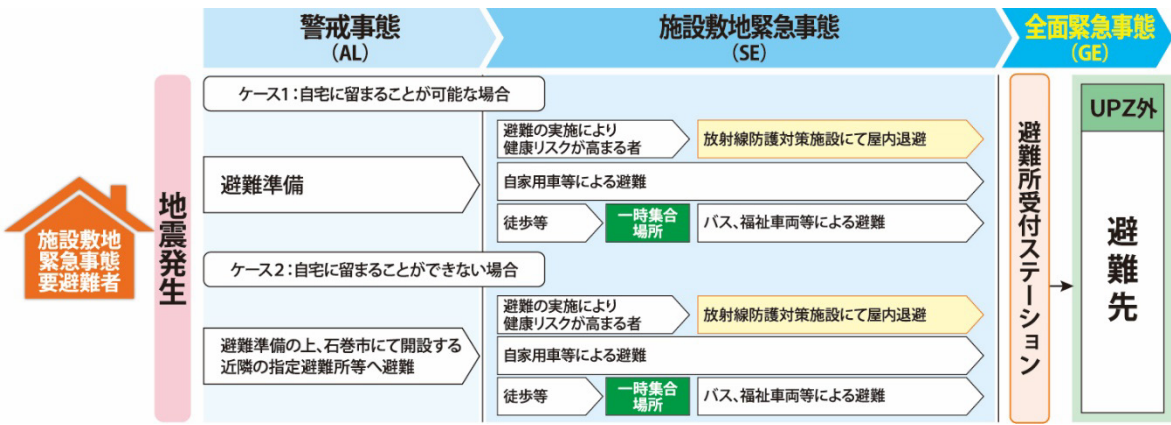 警戒事態
(AL)
施設敷地緊急事態
(SE)
全面緊急事態
(GE)
施設敷地
緊急事態
要避難者
地震発生
ケース1:自宅に留まることが可能な場合
避難準備
避難の実施により
健康リスクが高まる者
放射線防護対策施設にて屋内退避
自家用車等による避難
徒歩等
一時集合
場所
バス、福祉車両等による避難
ケース2:自宅に留まることができない場合
避難準備の上、石巻市にて開設する
近隣の指定避難所等へ避難
避難の実施により
健康リスクが高まる者
放射線防護対策施設にて屋内退避
自家用車等による避難
徒歩等
一時集合
場所
バス、福祉車両等による避難
避難所受付ステーション
UPZ外
避難先